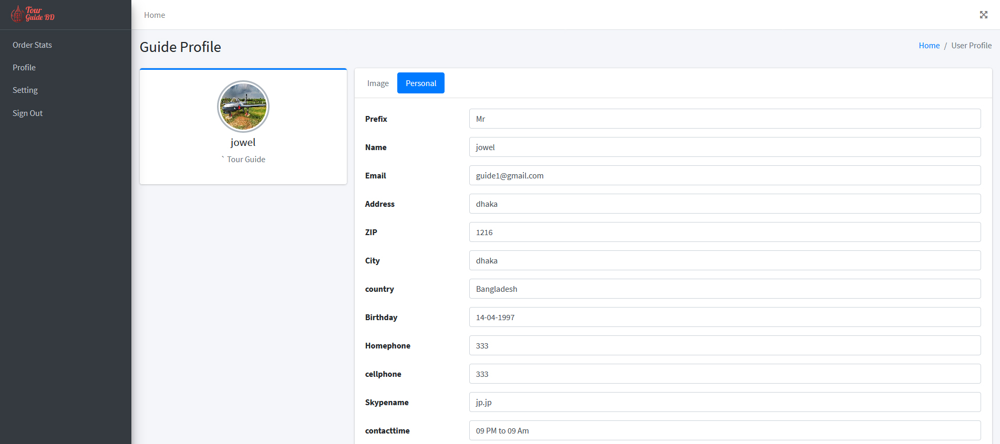 Tour
Guide BD
Home
Order Stats
Profile
Setting
Sign Out
Guide Profile
Home / User Profile
jowel
` Tour Guide
Image Personal
Prefix Mr
Name jowel
Email guide1@gmail.com
Address dhaka
ZIP 1216
City dhaka
country Bangladesh
Birthday 14-04-1997
Homephone 333
cellphone 333
Skypename jp.jp
contacttime 09 PM to 09 Am